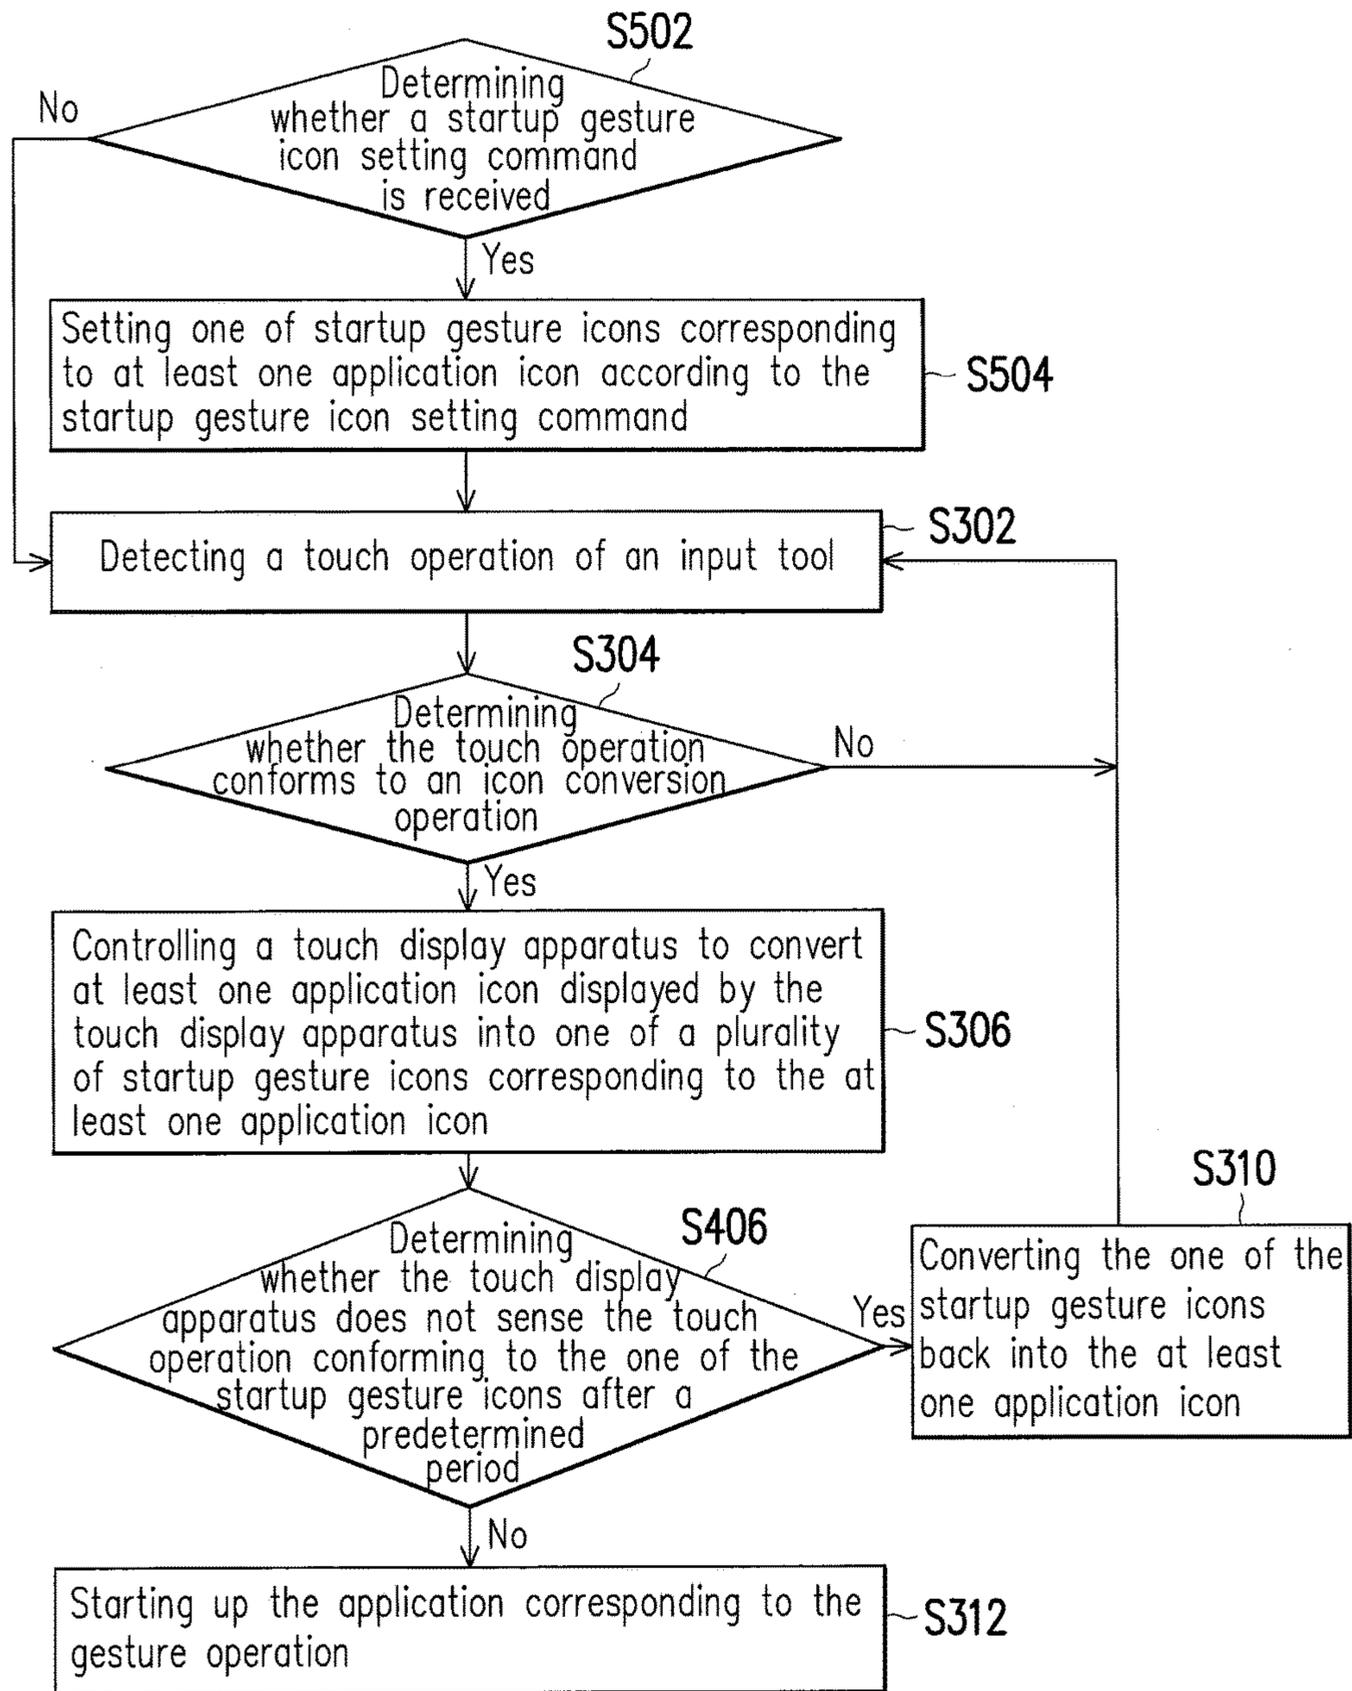 S502
No
Determining
whether a startup gesture
icon setting command
is received
Yes
Setting one of startup gesture icons corresponding
to at least one application icon according to the
startup gesture icon setting command
S504
S302
Detecting a touch operation of an input tool
S304
Determining
whether the touch operation
conforms to an icon conversion
operation
No
Yes
Controlling a touch display apparatus to convert
at least one application icon displayed by the
touch display apparatus into one of a plurality
of startup gesture icons corresponding to the at
least one application icon
S306
S406
Determining
whether the touch display
apparatus does not sense the touch
operation conforming to the one of the
startup gesture icons after a
predetermined
period
Yes
S310
Converting the one of the
startup gesture icons
back into the at least
one application icon
No
Starting up the application corresponding to the
gesture operation
S312